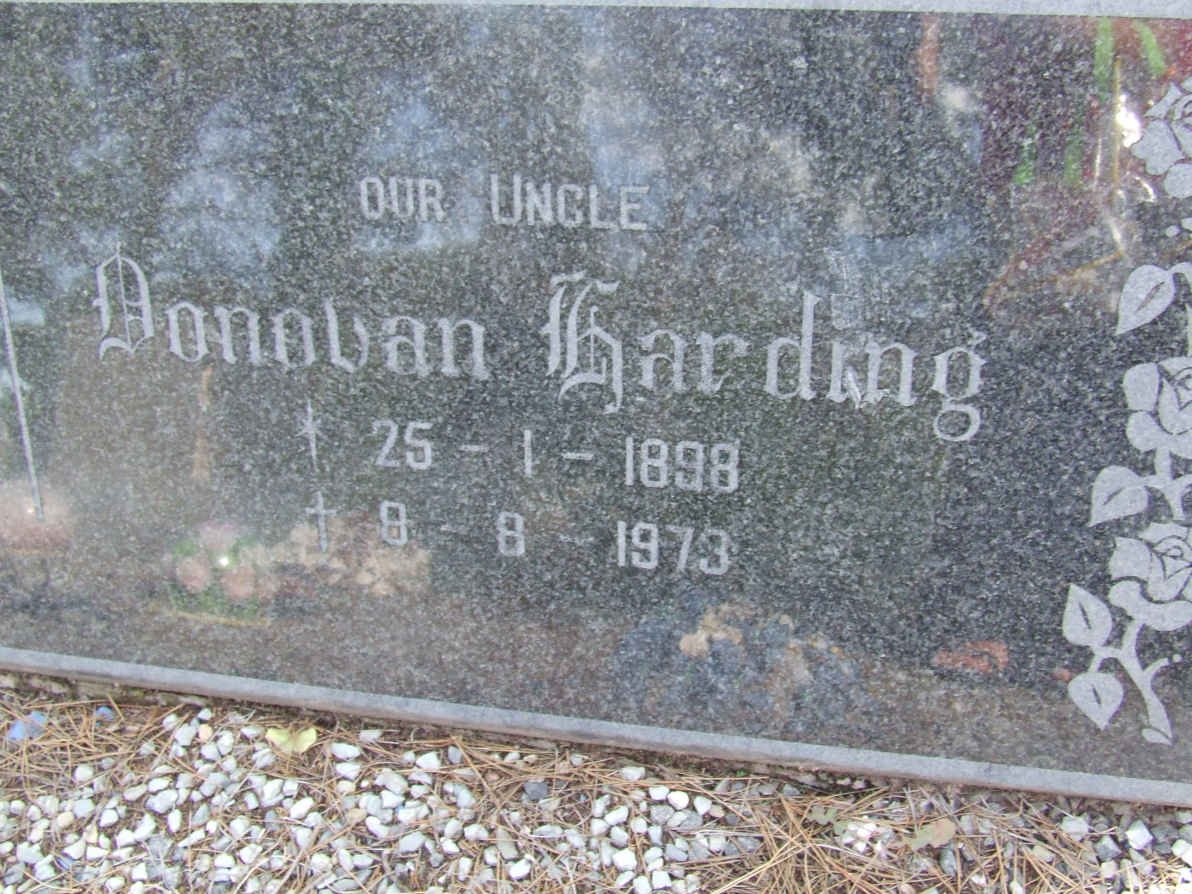 OUR UNCLE
Donovan Harding
* 25 - 1 - 1898
† 8 - 8 - 1973